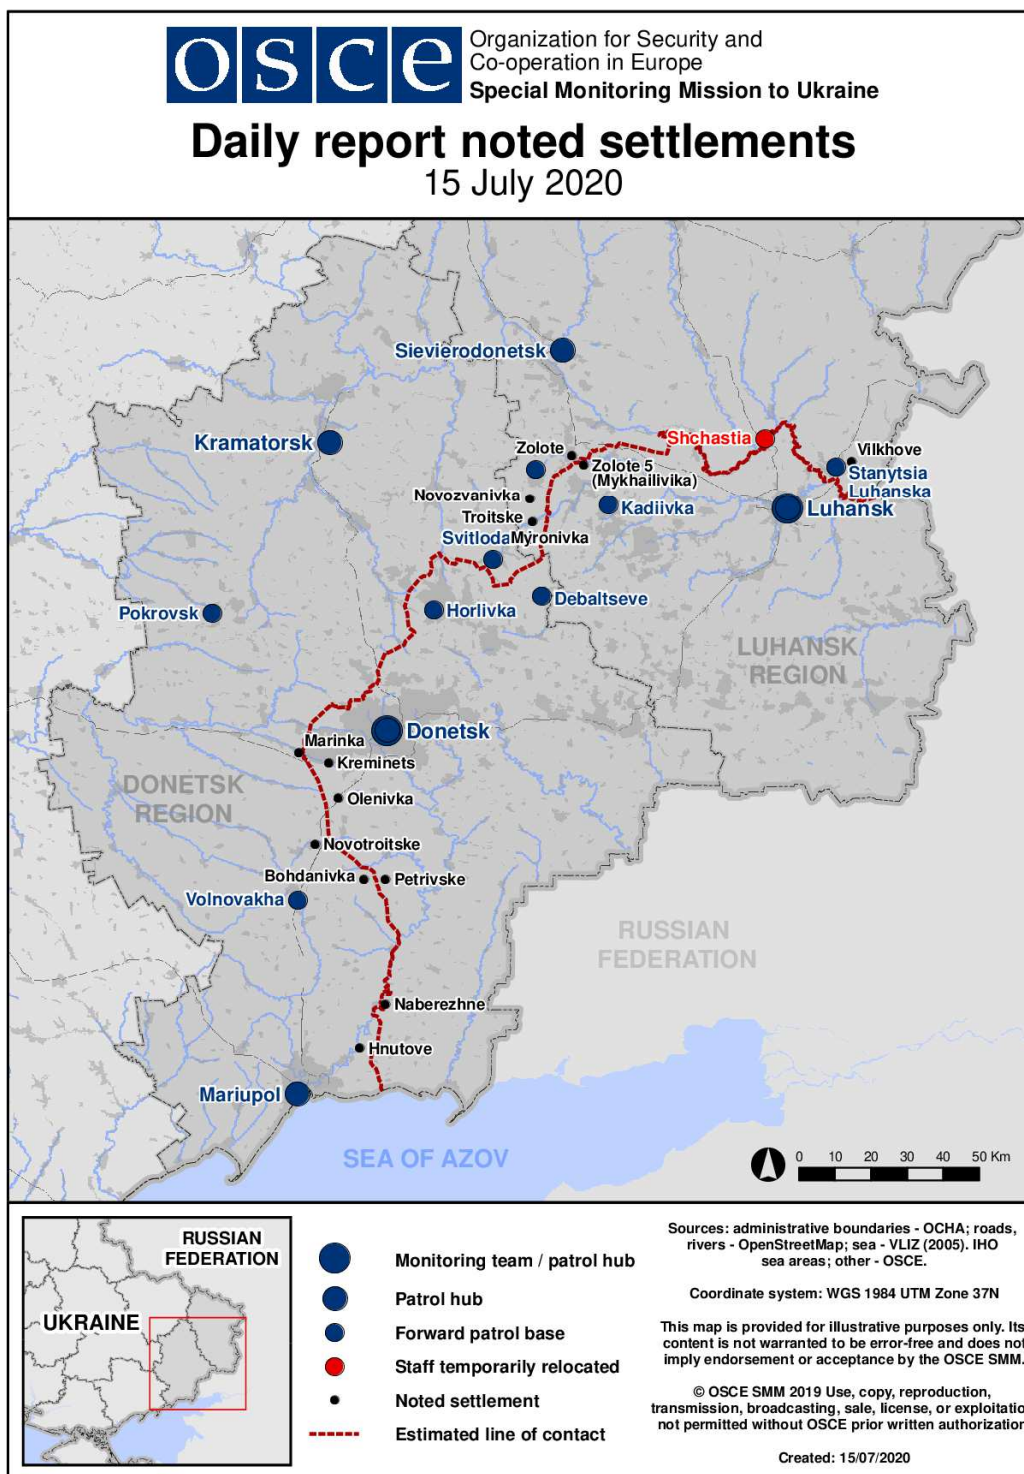 osce
Organization for Security and
Co-operation in Europe
Special Monitoring Mission to Ukraine
Daily report noted settlements
15 July 2020
Sievierodonetsk
Kramatorsk
Shchastia
Zolote
Vilkhove
Zolote 5
(Mykhailivika)
Stanytsia
Luhanska
Novozvanivka
Kadiivka
Luhansk
Troitske
Svitloda
Myronivka
Debaltseve
Pokrovsk
Horlivka
LUHANSK
REGION
Donetsk
Marinka
Kreminets
DONETSK
REGION
Olenivka
Novotroitske
Bohdanivka
Petrivske
Volnovakha
RUSSIAN
FEDERATION
Naberezhne
Hnutove
Mariupol
SEA OF AZOV
0 10 20 30 40 50 Km
RUSSIAN
FEDERATION
UKRAINE
Monitoring team / patrol hub
Patrol hub
Forward patrol base
Staff temporarily relocated
Noted settlement
Estimated line of contact
Sources: administrative boundaries - OCHA; roads,
rivers - OpenStreetMap; sea - VLIZ (2005). IHO
sea areas; other - OSCE.
Coordinate system: WGS 1984 UTM Zone 37N
This map is provided for illustrative purposes only. Its
content is not warranted to be error-free and does not
imply endorsement or acceptance by the OSCE SMM.
© OSCE SMM 2019 Use, copy, reproduction,
transmission, broadcasting, sale, license, or exploitatio
not permitted without OSCE prior written authorization
Created: 15/07/2020